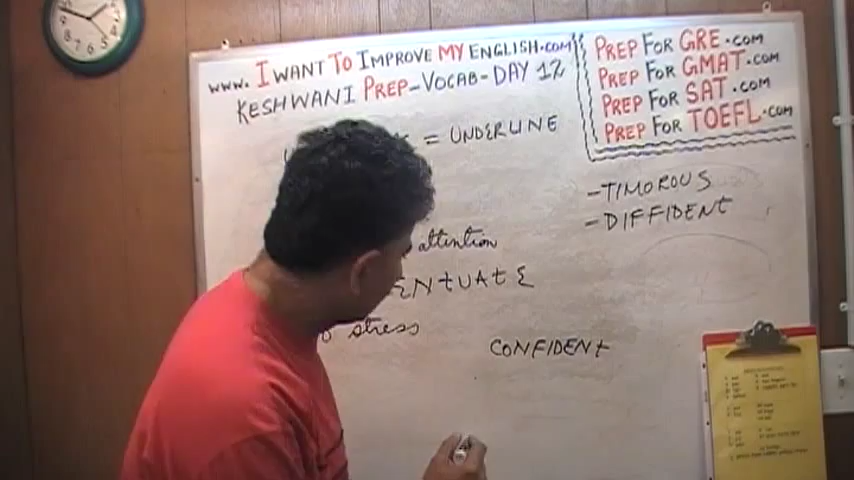 www. I WANT TO IMPROVE MY ENGLISH.COM
KESHWANI PREP-VOCAB-DAY 12
PREP FOR GRE.COM
PREP FOR GMAT.COM
PREP FOR SAT.COM
PREP FOR TOEFL.COM
= UNDERLINE
-TIMOROUS
-DIFFIDENT
attention
ENtUAtE
stress
CONFIDENt